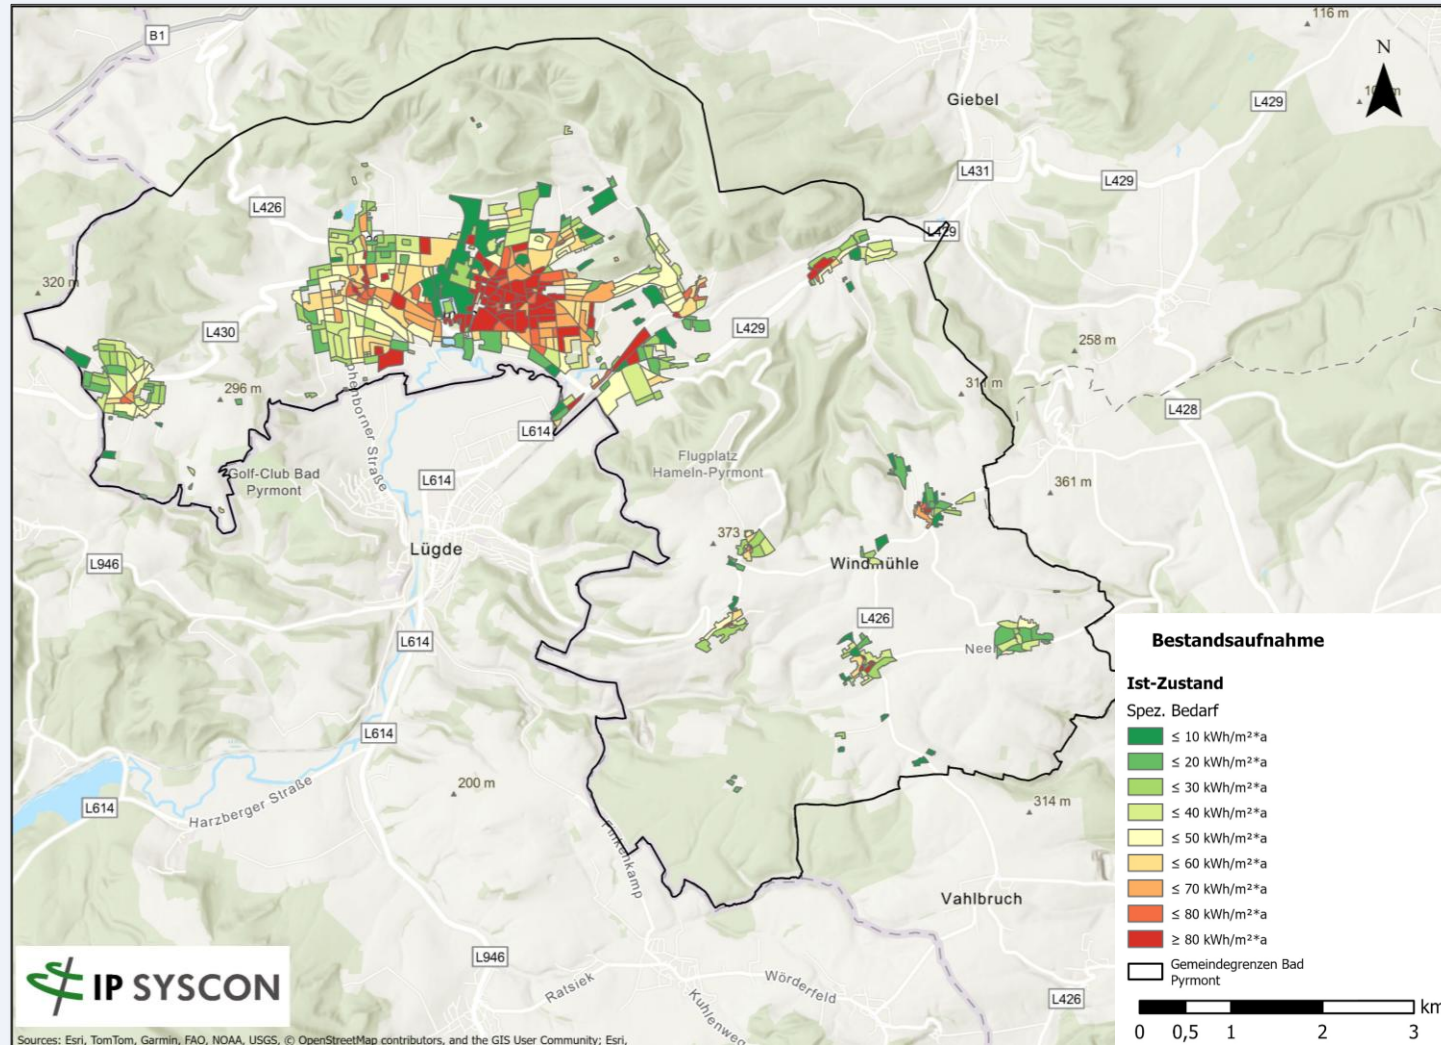 116 m
B1
N
Giebel
L429
L431
L429
L426
L429
320 m
L430
L429
258 m
296 m
L428
L614
Flugplatz
Hameln-Pyrmont
Golf-Club Bad
Pyrmont
L614
361 m
373
Lügde
L946
Windmühle
L426
L614
Neer
L614
200 m
L614
Harzberger Straße
314 m
Vahlbruch
L946
Ratsiek
Wörderfeld
Kuhlenweg
L426
Bestandsaufnahme
Ist-Zustand
Spez. Bedarf
≤ 10 kWh/m²*a
≤ 20 kWh/m²*a
≤ 30 kWh/m²*a
≤ 40 kWh/m²*a
≤ 50 kWh/m²*a
≤ 60 kWh/m²*a
≤ 70 kWh/m²*a
≤ 80 kWh/m²*a
≥ 80 kWh/m²*a
Gemeindegrenzen Bad
Pyrmont
km
0 0,5 1 2 3
IP SYSCON
Sources: Esri, TomTom, Garmin, FAO, NOAA, USGS, © OpenStreetMap contributors, and the GIS User Community; Esri,